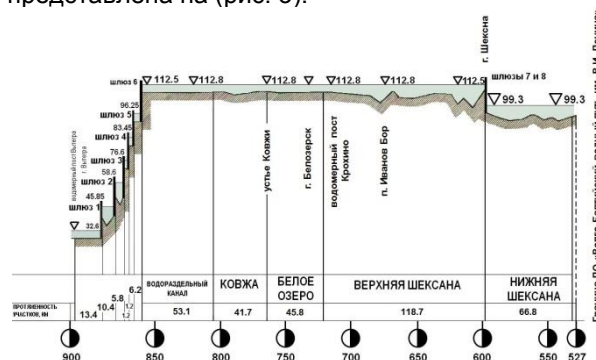 представлена на (рис. 3).
г. Шексна
шлюз 6
112.5
112.8
112.8
112.8
112.8
112.5
шлюзы 7 и 8
96.25
шлюз 5
99.3
99.3
83.45
шлюз 4
76.6
шлюз 3
58.6
шлюз 2
45.85
шлюз 1
32.6
водомерный пост Вытегра
г. Вытегра
устье Ковжи
г. Белозерск
водомерный пост
Крохино
п. Иванов Бор
ПРОТЯЖЕННОСТЬ
УЧАСТКОВ, КМ
13.4
10.4
5.8
1.2
1.2
6.2
ВОДОРАЗДЕЛЬНЫЙ
КАНАЛ
53.1
КОВЖА
41.7
БЕЛОЕ
ОЗЕРО
45.8
ВЕРХНЯЯ ШЕКСАНА
118.7
НИЖНЯЯ
ШЕКСАНА
66.8
900
850
800
750
700
650
600
550
527